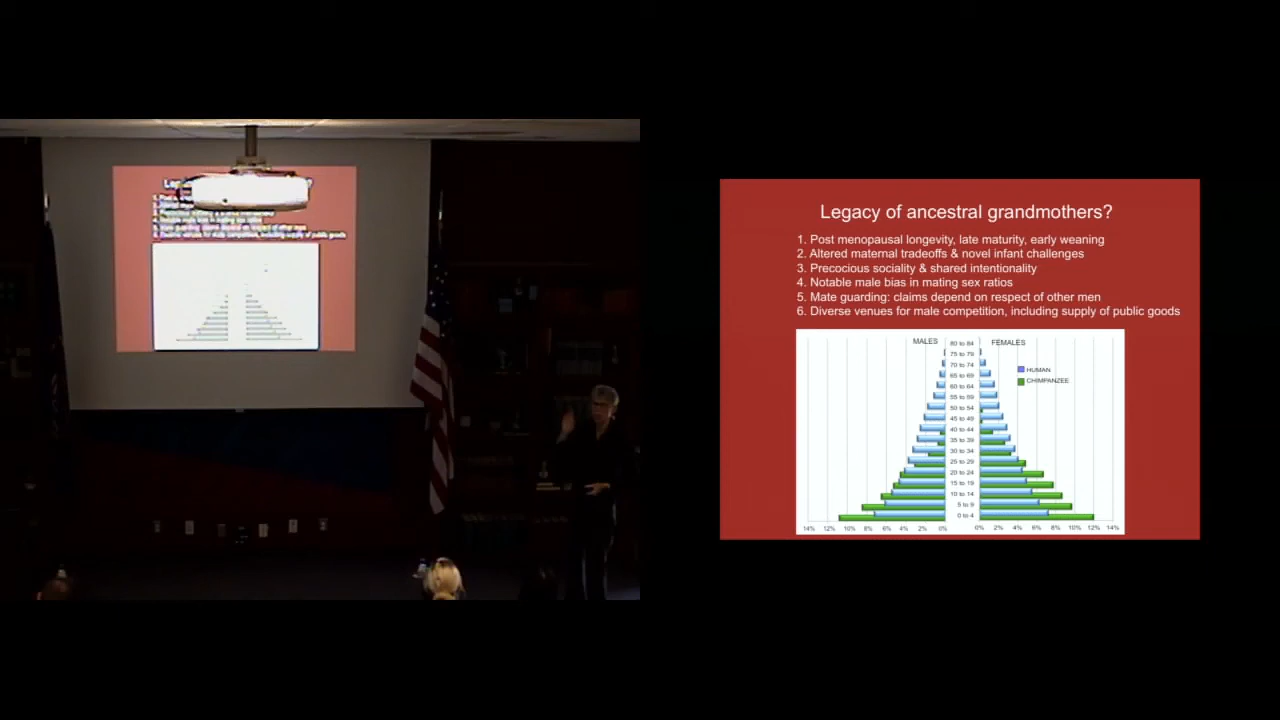 Legacy of ancestral grandmothers?
1. Post menopausal longevity, late maturity, early weaning
2. Altered maternal tradeoffs & novel infant challenges
3. Precocious sociality & shared intentionality
4. Notable male bias in mating sex ratios
5. Mate guarding: claims depend on respect of other men
6. Diverse venues for male competition, including supply of public goods
MALES 80 to 84 FEMALES
75 to 79
70 to 74
HUMAN
65 to 69
CHIMPANZEE
60 to 64
55 to 59
50 to 54
45 to 49
40 to 44
35 to 39
30 to 34
25 to 29
20 to 24
15 to 19
10 to 14
5 to 9
0 to 4
14% 12% 10% 8% 6% 4% 2% 0% 0% 2% 4% 6% 8% 10% 12% 14%